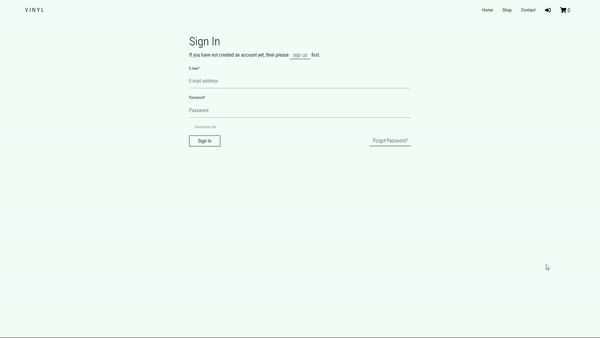 VINYL
Home Shop Contact 0
Sign In
If you have not created an account yet, then please sign up first.
E-mail*
E-mail address
Password*
Password
Remember Me
Sign In Forgot Password?